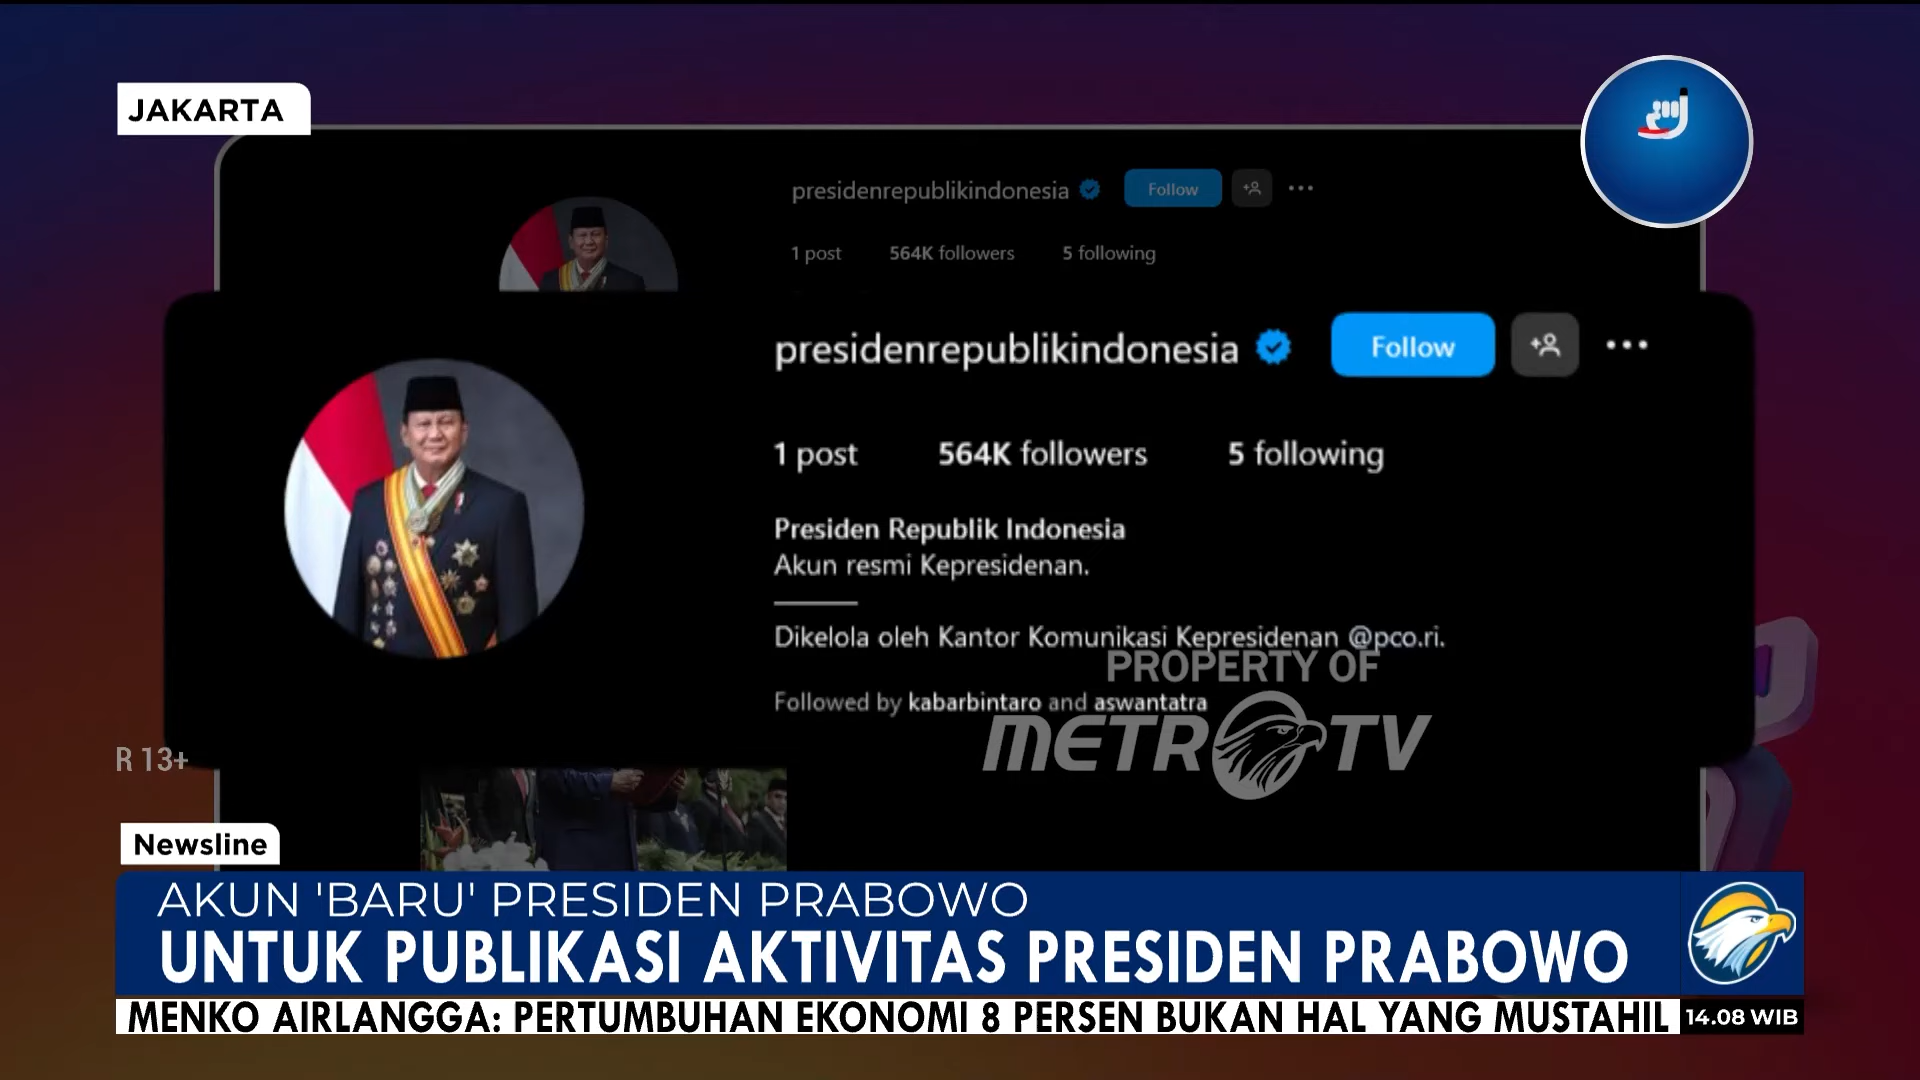 JAKARTA
presidenrepublikindonesia Follow
1 post 564K followers 5 following
presidenrepublikindonesia Follow
1 post 564K followers 5 following
Presiden Republik Indonesia
Akun resmi Kepresidenan.
Dikelola oleh Kantor Komunikasi Kepresidenan @pco.ri.
PROPERTY OF
Followed by kabarbintaro and aswantatra
METRO TV
R 13+
Newsline
AKUN 'BARU' PRESIDEN PRABOWO
UNTUK PUBLIKASI AKTIVITAS PRESIDEN PRABOWO
MENKO AIRLANGGA: PERTUMBUHAN EKONOMI 8 PERSEN BUKAN HAL YANG MUSTAHIL 14.08 WIB